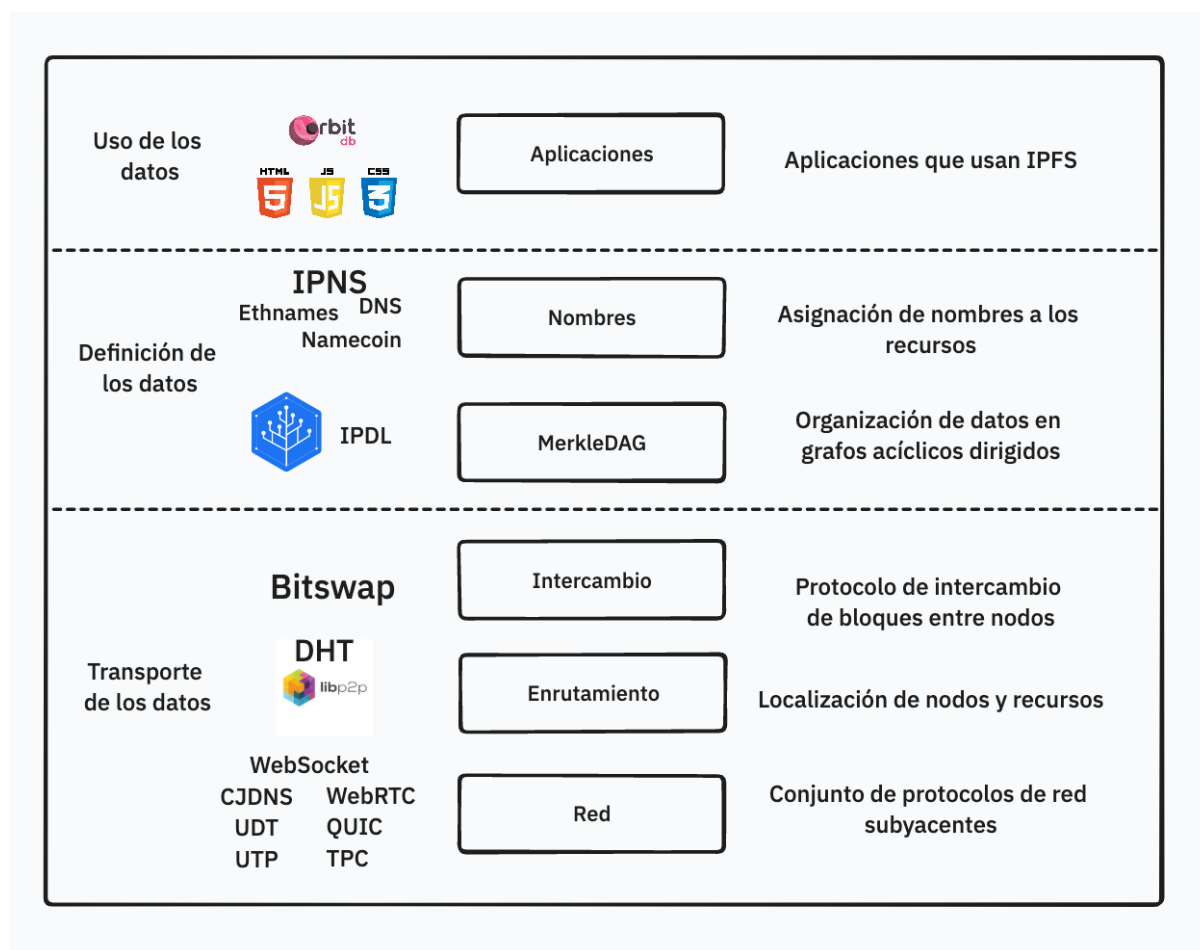 Uso de los
datos
Orbit
db
HTML
5
JS
JS
CSS
3
Aplicaciones
Aplicaciones que usan IPFS
Definición de
los datos
IPNS
Ethnames
DNS
Namecoin
Nombres
Asignación de nombres a los
recursos
IPDL
MerkleDAG
Organización de datos en
grafos acíclicos dirigidos
Transporte
de los datos
Bitswap
Intercambio
Protocolo de intercambio
de bloques entre nodos
DHT
libp2p
Enrutamiento
Localización de nodos y recursos
WebSocket
CJDNS
WebRTC
UDT
QUIC
UTP
TPC
Red
Conjunto de protocolos de red
subyacentes